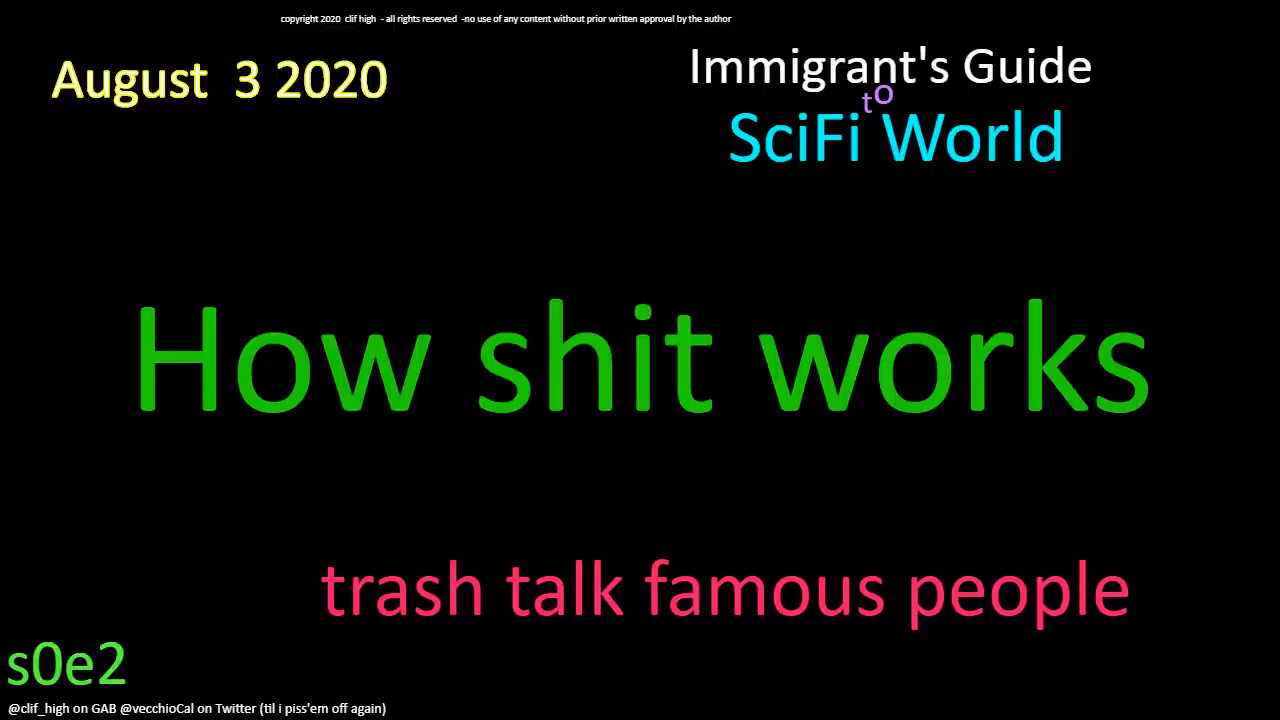 copyright 2020 clif high - all rights reserved -no use of any content without prior written approval by the author
August 3 2020
Immigrant's Guide
to
SciFi World
How shit works
trash talk famous people
s0e2
@clif_high on GAB @vecchioCal on Twitter (til i piss'em off again)